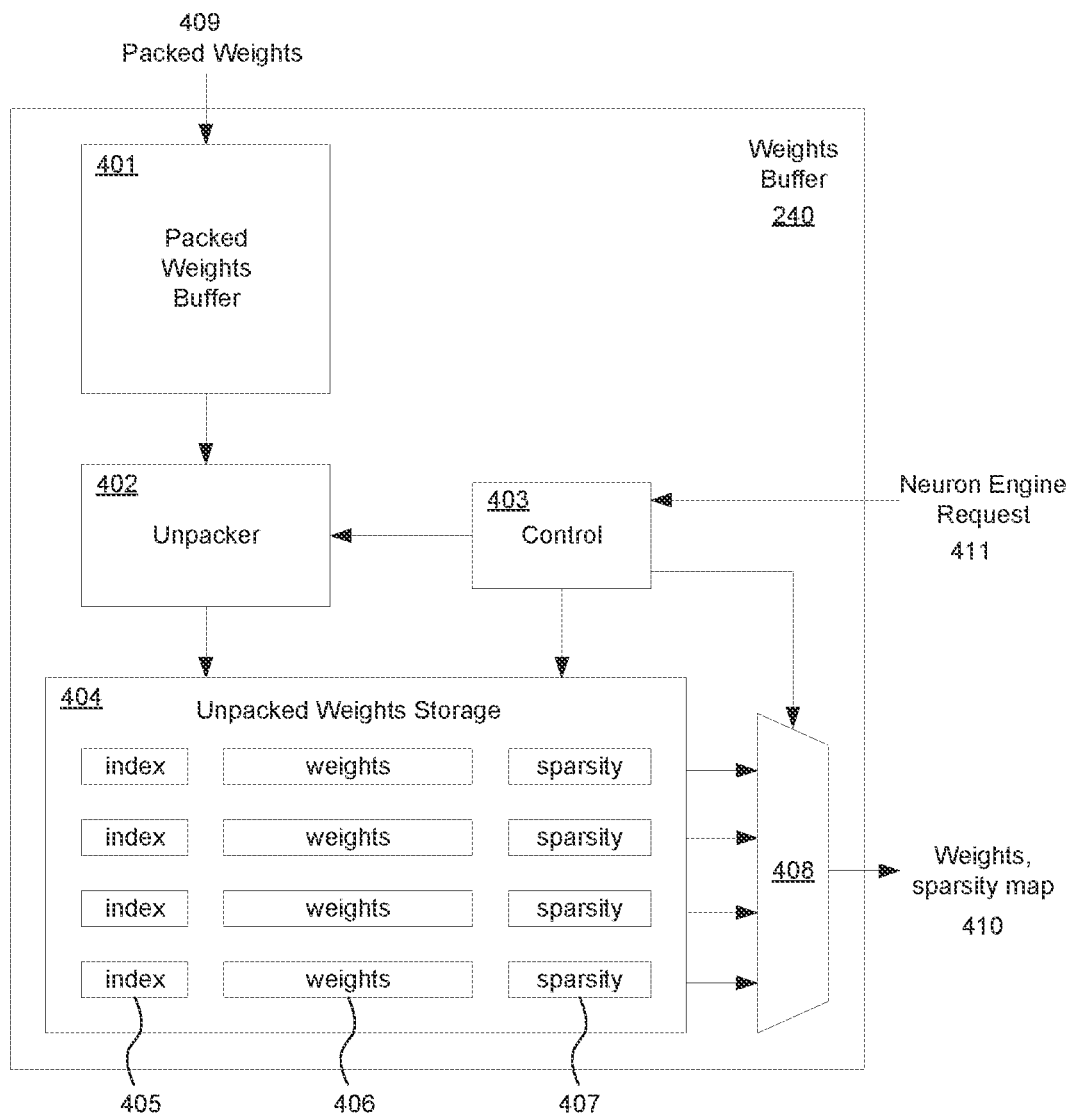 409
Packed Weights
401
Packed
Weights
Buffer
Weights
Buffer
240
402
Unpacker
403
Control
Neuron Engine
Request
411
404
Unpacked Weights Storage
index weights sparsity
index weights sparsity
index weights sparsity
index weights sparsity
408
Weights,
sparsity map
410
405 406 407